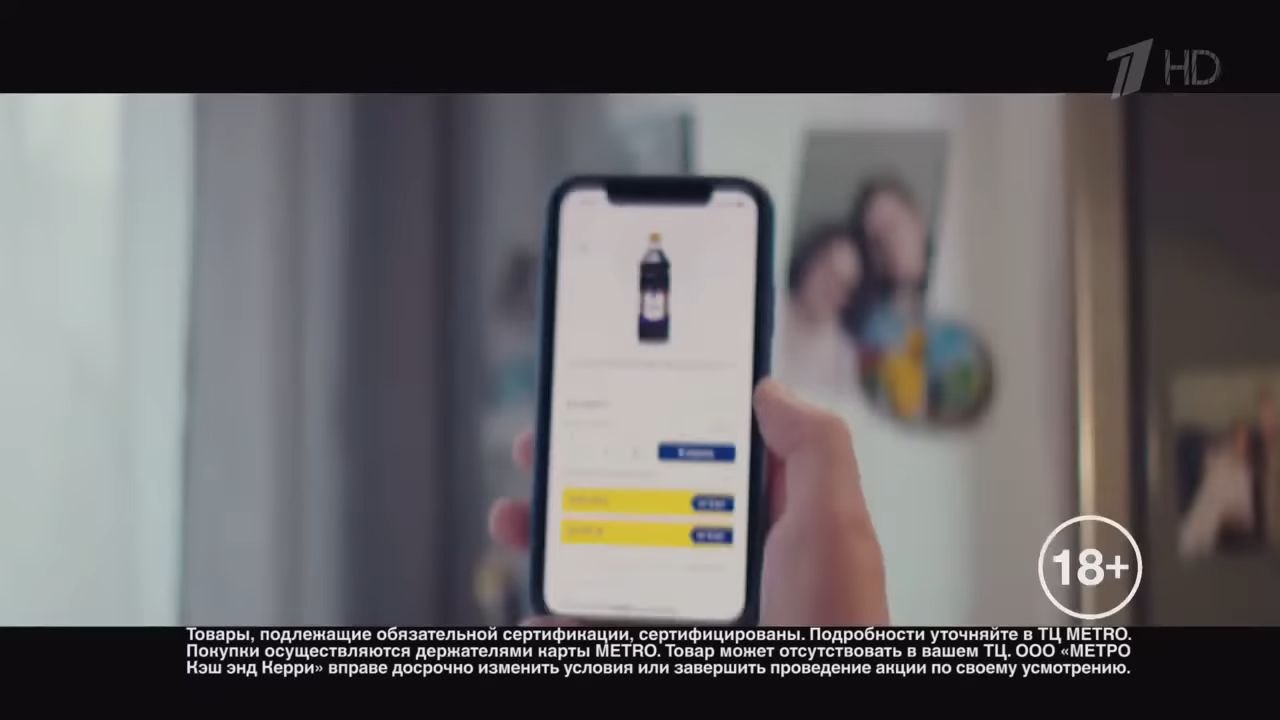 HD
18+
Товары, подлежащие обязательной сертификации, сертифицированы. Подробности уточняйте в ТЦ METRO.
Покупки осуществляются держателями карты METRO. Товар может отсутствовать в вашем ТЦ. ООО «МЕТРО
Кэш энд Керри» вправе досрочно изменить условия или завершить проведение акции по своему усмотрению.